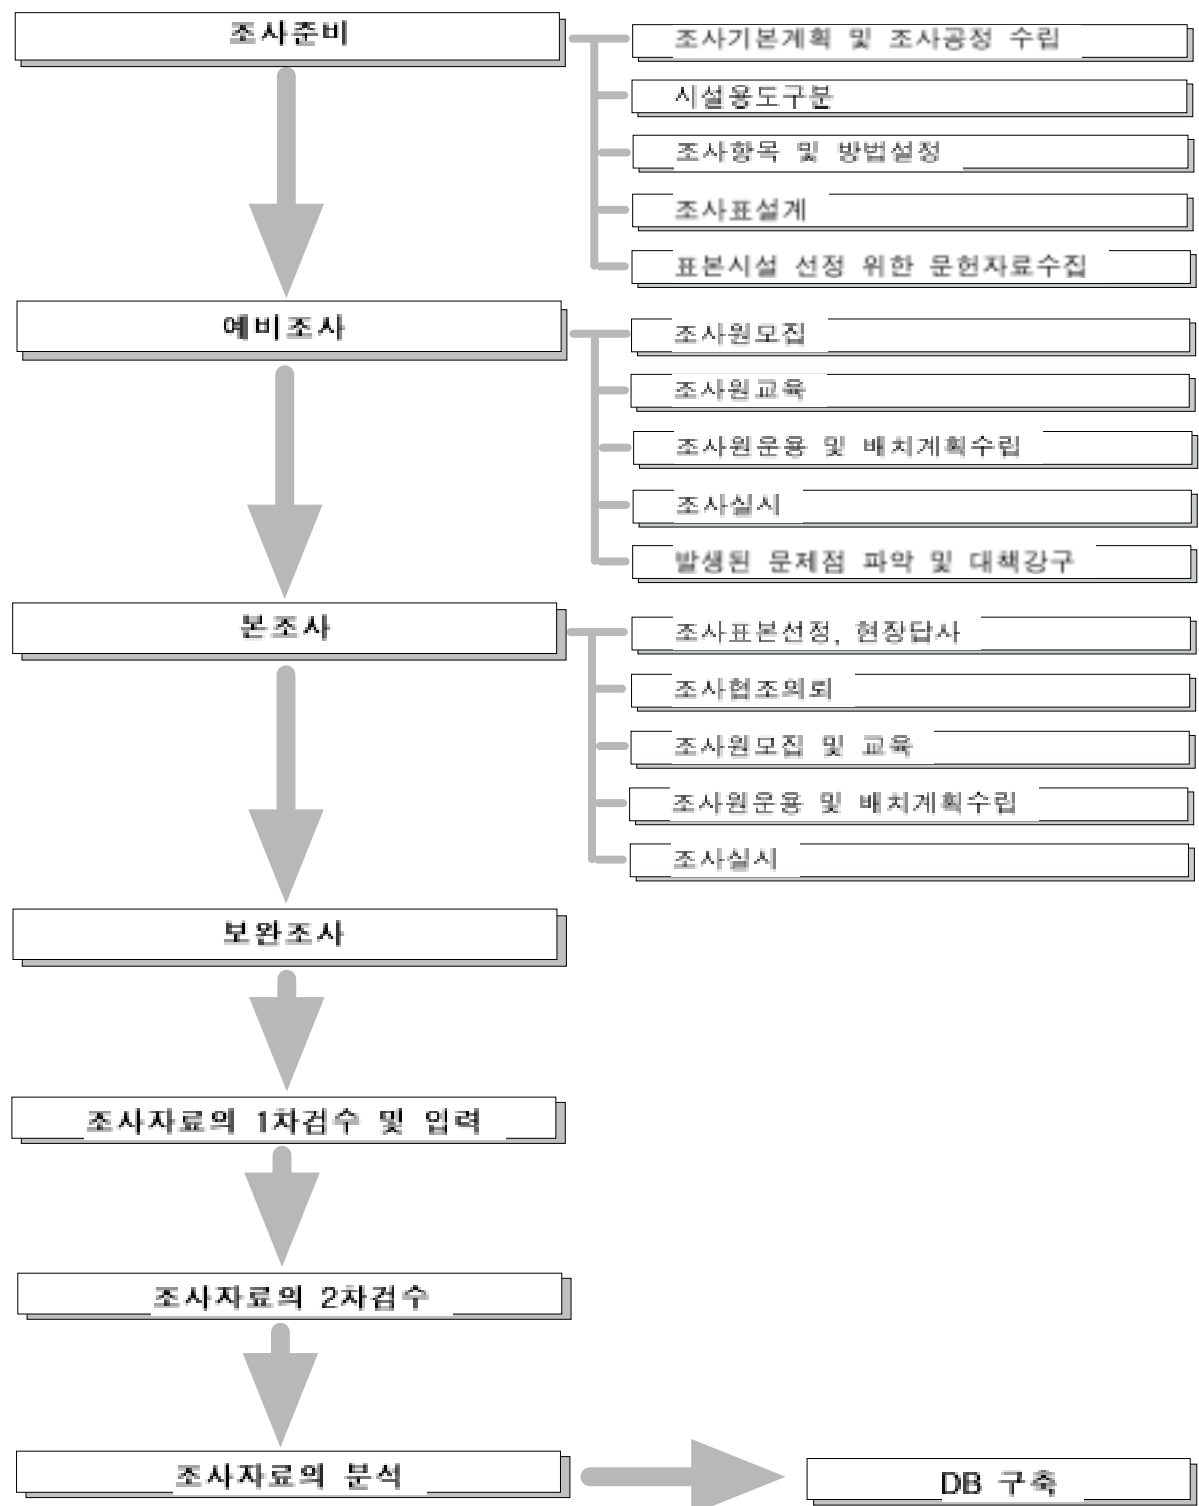 조사준비
조사기본계획 및 조사공정 수립
시설용도구분
조사항목 및 방법설정
조사표설계
표본시설 선정 위한 문헌자료수집
예비조사
조사원모집
조사원교육
조사원운용 및 배치계획수립
조사실시
발생된 문제점 파악 및 대책강구
본조사
조사표본선정, 현장답사
조사협조의뢰
조사원모집 및 교육
조사원운용 및 배치계획수립
조사실시
보완조사
조사자료의 1차검수 및 입력
조사자료의 2차검수
조사자료의 분석
DB 구축